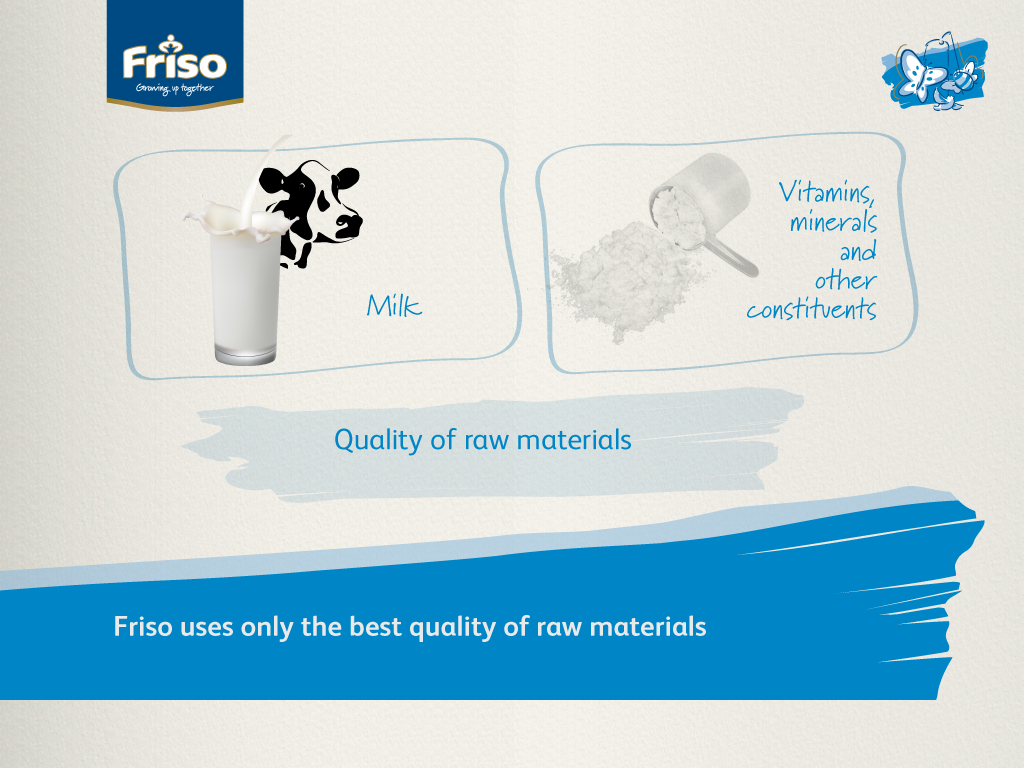 Friso
Growing up together
Milk
Vitamins,
minerals
and
other
constituents
Quality of raw materials
Friso uses only the best quality of raw materials